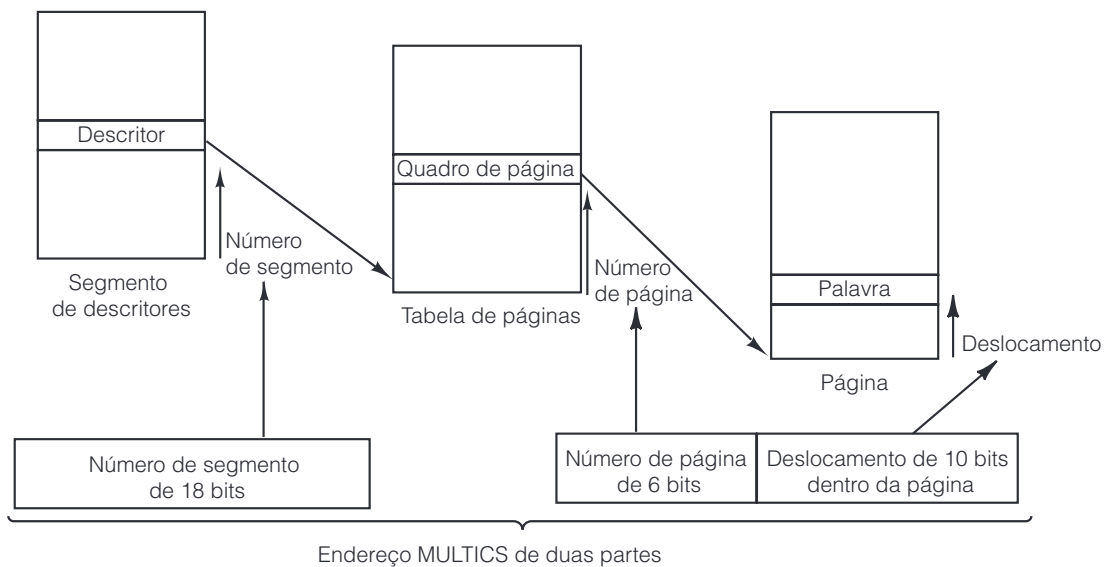 Descritor
Número
de segmento
Segmento
de descritores
Quadro de página
Número
de página
Tabela de páginas
Palavra
Deslocamento
Página
Número de segmento
de 18 bits
Número de página
de 6 bits
Deslocamento de 10 bits
dentro da página
Endereço MULTICS de duas partes